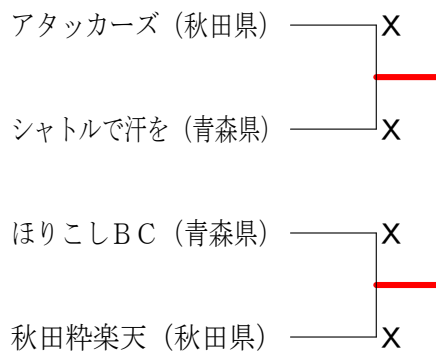 アタッカーズ（秋田県） X
シャトルで汗を（青森県） X
ほりこしＢＣ（青森県） X
秋田粋楽天（秋田県） X